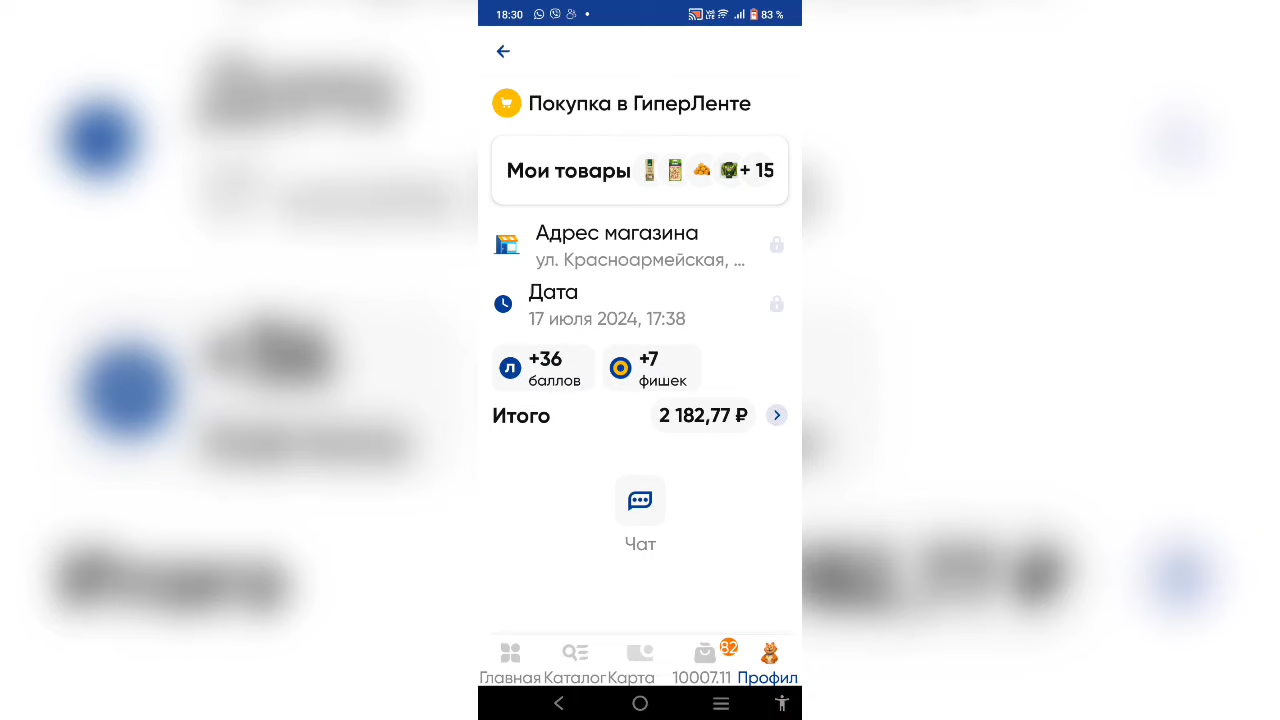 18:30 83 %
Покупка в ГиперЛенте
Мои товары + 15
Адрес магазина
ул. Красноармейская, ...
Дата
17 июля 2024, 17:38
+36
баллов
+7
фишек
Итого 2 182,77 ₽
Чат
82
Главная Каталог Карта 10007.11 Профил